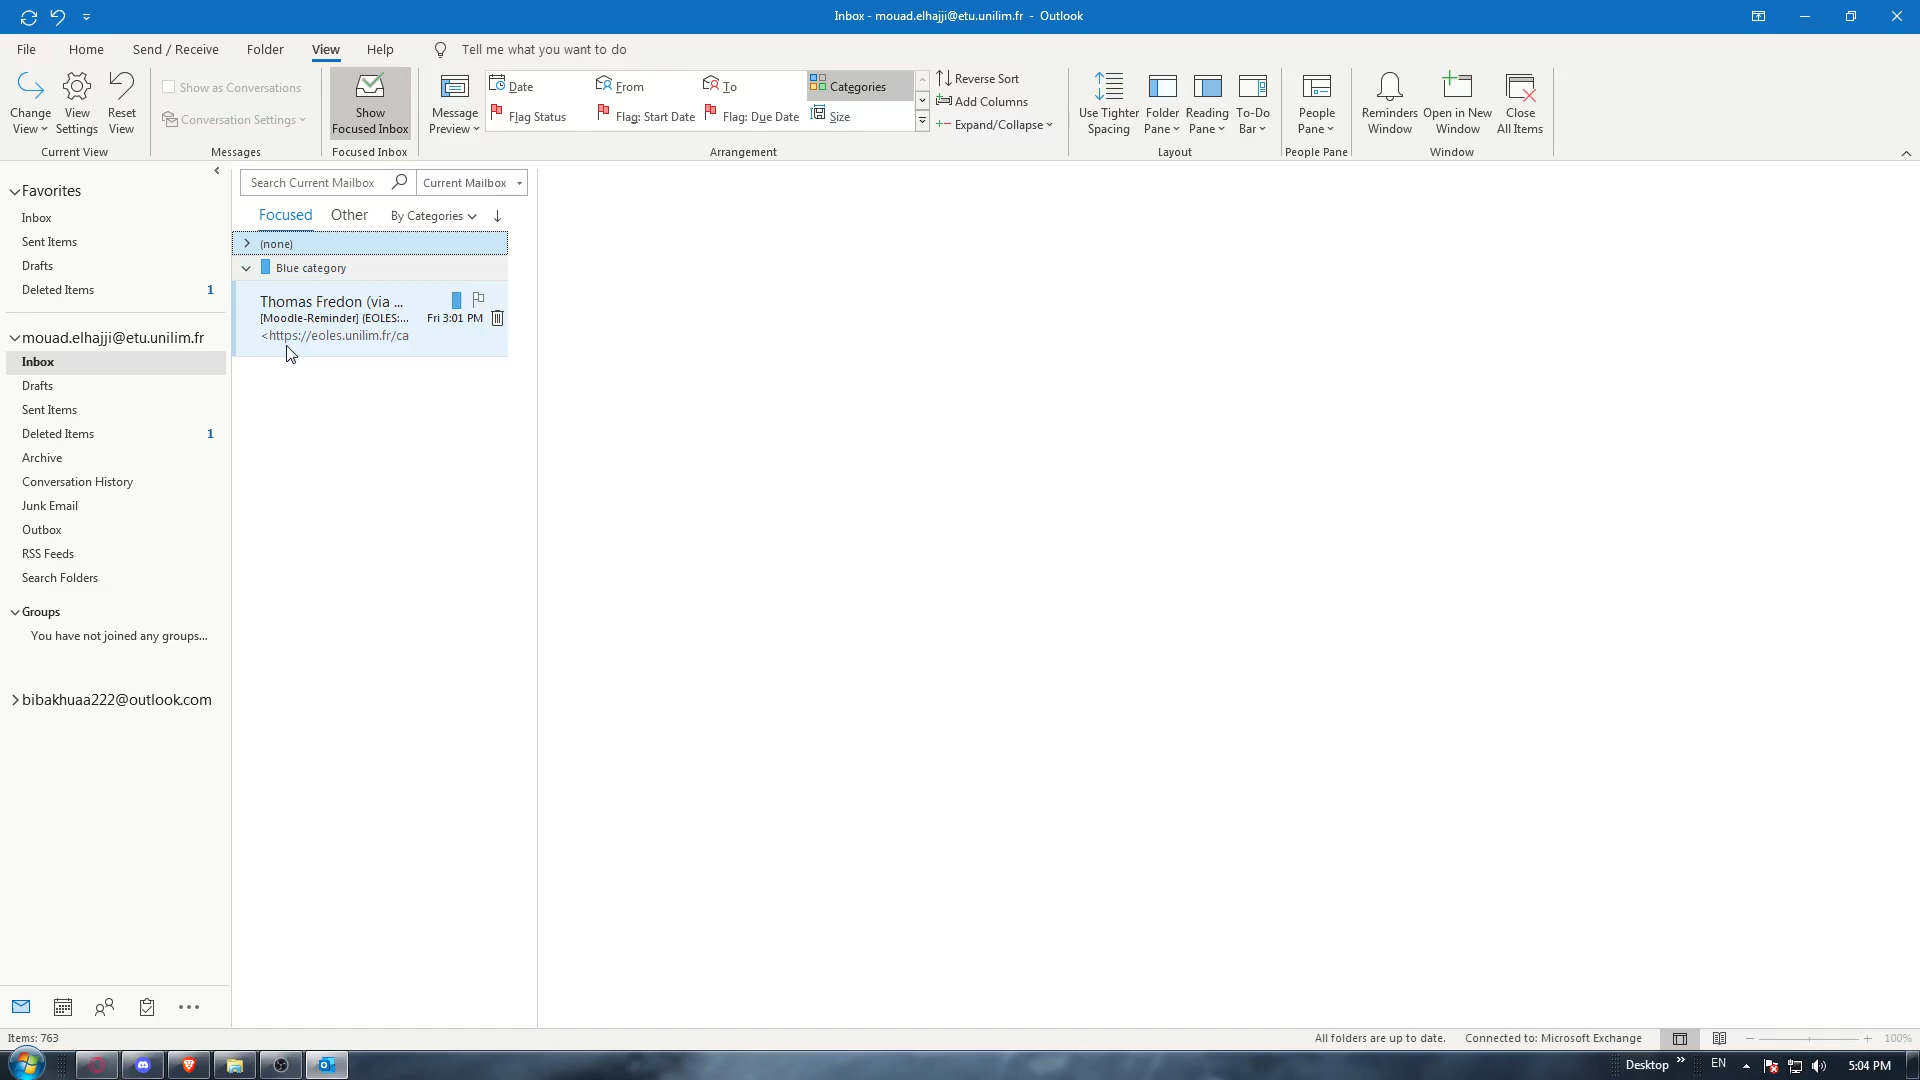 Inbox - mouad.elhajji@etu.unilim.fr - Outlook
File Home Send / Receive Folder View Help Tell me what you want to do
Change View
View Settings
Reset View
Current View
Show as Conversations
Conversation Settings
Messages
Show Focused Inbox
Focused Inbox
Message Preview
Date From To Categories
Flag Status Flag: Start Date Flag: Due Date Size
Reverse Sort
Add Columns
Expand/Collapse
Arrangement
Use Tighter Spacing
Folder Pane
Reading Pane
To-Do Bar
Layout
People Pane
People Pane
Reminders Window
Open in New Window
Close All Items
Window
Favorites
Inbox
Sent Items
Drafts
Deleted Items 1
mouad.elhajji@etu.unilim.fr
Inbox
Drafts
Sent Items
Deleted Items 1
Archive
Conversation History
Junk Email
Outbox
RSS Feeds
Search Folders
Groups
You have not joined any groups...
bibakhuaa222@outlook.com
Search Current Mailbox Current Mailbox
Focused Other By Categories
(none)
Blue category
Thomas Fredon (via ...
[Moodle-Reminder] (EOLES:... Fri 3:01 PM
<https://eoles.unilim.fr/ca
Items: 763
All folders are up to date. Connected to: Microsoft Exchange 100%
Desktop EN 5:04 PM